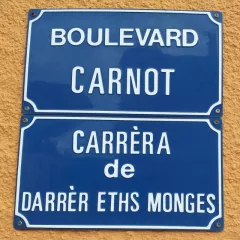 BOULEVARD
CARNOT
CARRÈRA
de
DARRÈR ETHS MONGES